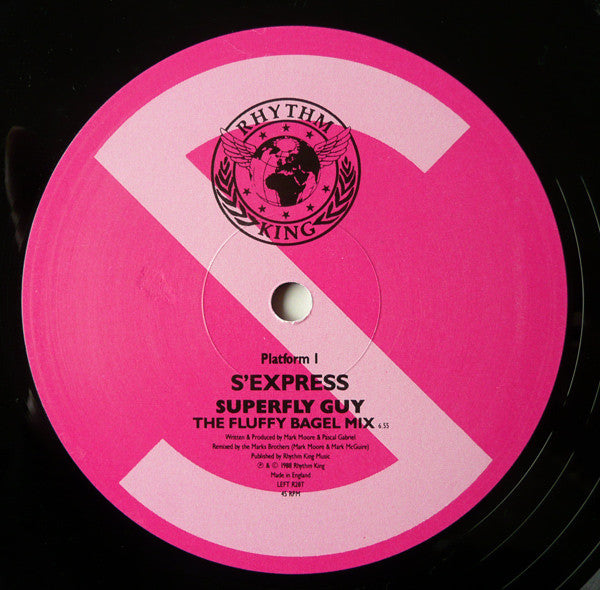 RHYTHM
KING
Platform 1
S'EXPRESS
SUPERFLY GUY
THE FLUFFY BAGEL MIX 6.55
Written & Produced by Mark Moore & Pascal Gabriel
Remixed by the Marks Brothers (Mark Moore & Mark McGuire)
Published by Rhythm King Music
℗ & © 1988 Rhythm King
Made in England
LEFT R28T
45 RPM